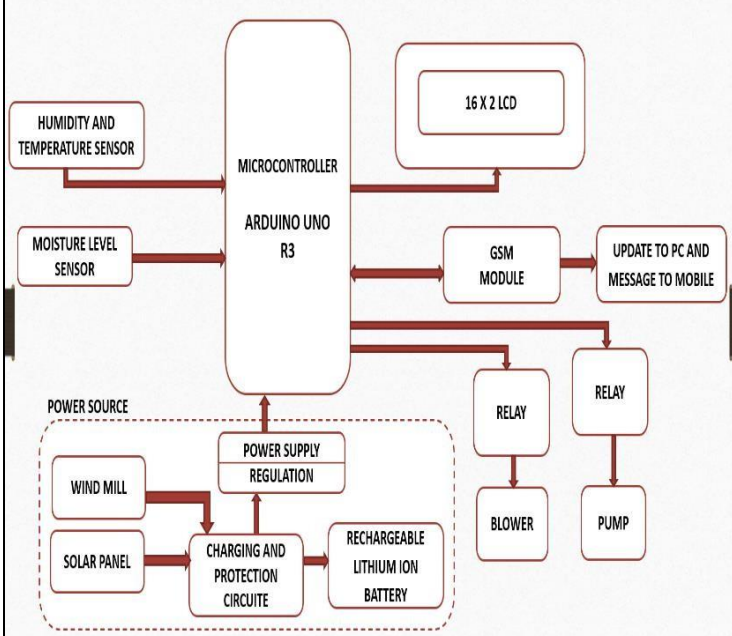 16 X 2 LCD
HUMIDITY AND
TEMPERATURE SENSOR
MICROCONTROLLER
ARDUINO UNO
R3
MOISTURE LEVEL
SENSOR
GSM
MODULE
UPDATE TO PC AND
MESSAGE TO MOBILE
RELAY
RELAY
POWER SOURCE
POWER SUPPLY
REGULATION
WIND MILL
BLOWER
PUMP
SOLAR PANEL
CHARGING AND
PROTECTION
CIRCUITE
RECHARGEABLE
LITHIUM ION
BATTERY